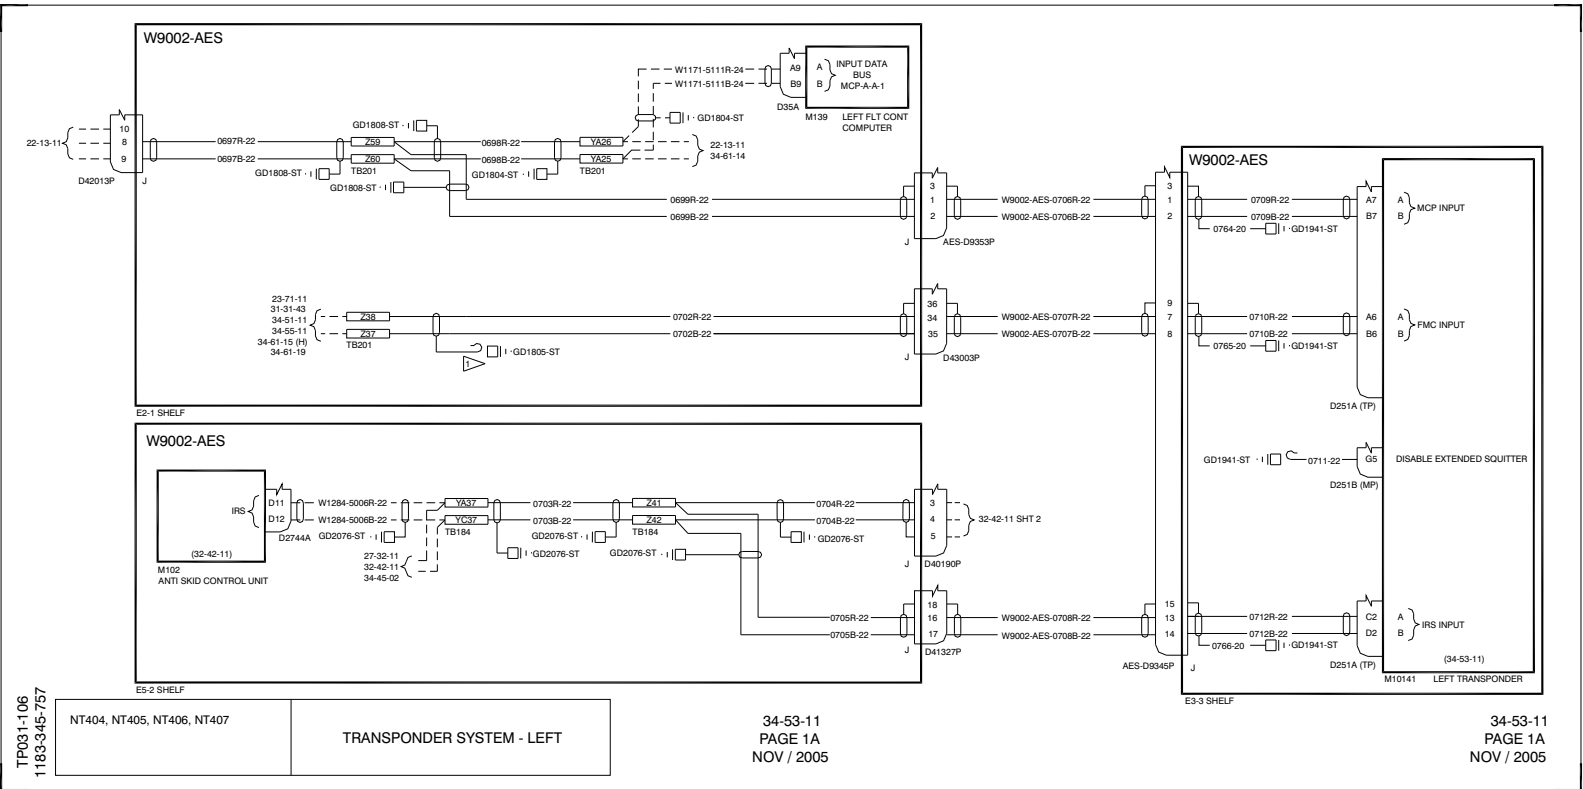 W9002-AES
W1171-5111R-24
W1171-5111B-24
A9
B9
D35A
A
B
INPUT DATA
BUS
MCP-A-A-1
M139
LEFT FLT CONT
COMPUTER
GD1804-ST
22-13-11
10
8
9
D42013P
J
0697R-22
0697B-22
GD1808-ST
GD1808-ST
GD1808-ST
Z59
Z60
TB201
0698R-22
0698B-22
GD1804-ST
YA26
YA25
TB201
22-13-11
34-61-14
0699R-22
0699B-22
3
1
2
J
AES-D9353P
W9002-AES-0706R-22
W9002-AES-0706B-22
23-71-11
31-31-43
34-51-11
34-55-11
34-61-15 (H)
34-61-19
Z38
Z37
TB201
0702R-22
0702B-22
GD1805-ST
1
36
34
35
J
D43003P
W9002-AES-0707R-22
W9002-AES-0707B-22
E2-1 SHELF
W9002-AES
IRS
D11
D12
D2744A
(32-42-11)
M102
ANTI SKID CONTROL UNIT
W1284-5006R-22
W1284-5006B-22
GD2076-ST
27-32-11
32-42-11
34-45-02
YA37
YC37
TB184
0703R-22
0703B-22
GD2076-ST
GD2076-ST
Z41
Z42
TB184
GD2076-ST
0704R-22
0704B-22
GD2076-ST
3
4
5
J
D40190P
32-42-11 SHT 2
0705R-22
0705B-22
18
16
17
J
D41327P
W9002-AES-0708R-22
W9002-AES-0708B-22
E5-2 SHELF
W9002-AES
3
1
2
0709R-22
0709B-22
0764-20
GD1941-ST
A7
B7
A
B
MCP INPUT
9
7
8
0710R-22
0710B-22
0765-20
GD1941-ST
A6
B6
A
B
FMC INPUT
D251A (TP)
GD1941-ST
0711-22
G5
DISABLE EXTENDED SQUITTER
D251B (MP)
15
13
14
AES-D9345P
J
0712R-22
0712B-22
0766-20
GD1941-ST
C2
D2
A
B
IRS INPUT
D251A (TP)
(34-53-11)
M10141
LEFT TRANSPONDER
E3-3 SHELF
TP031-106
1183-345-757
NT404, NT405, NT406, NT407
TRANSPONDER SYSTEM - LEFT
34-53-11
PAGE 1A
NOV / 2005
34-53-11
PAGE 1A
NOV / 2005